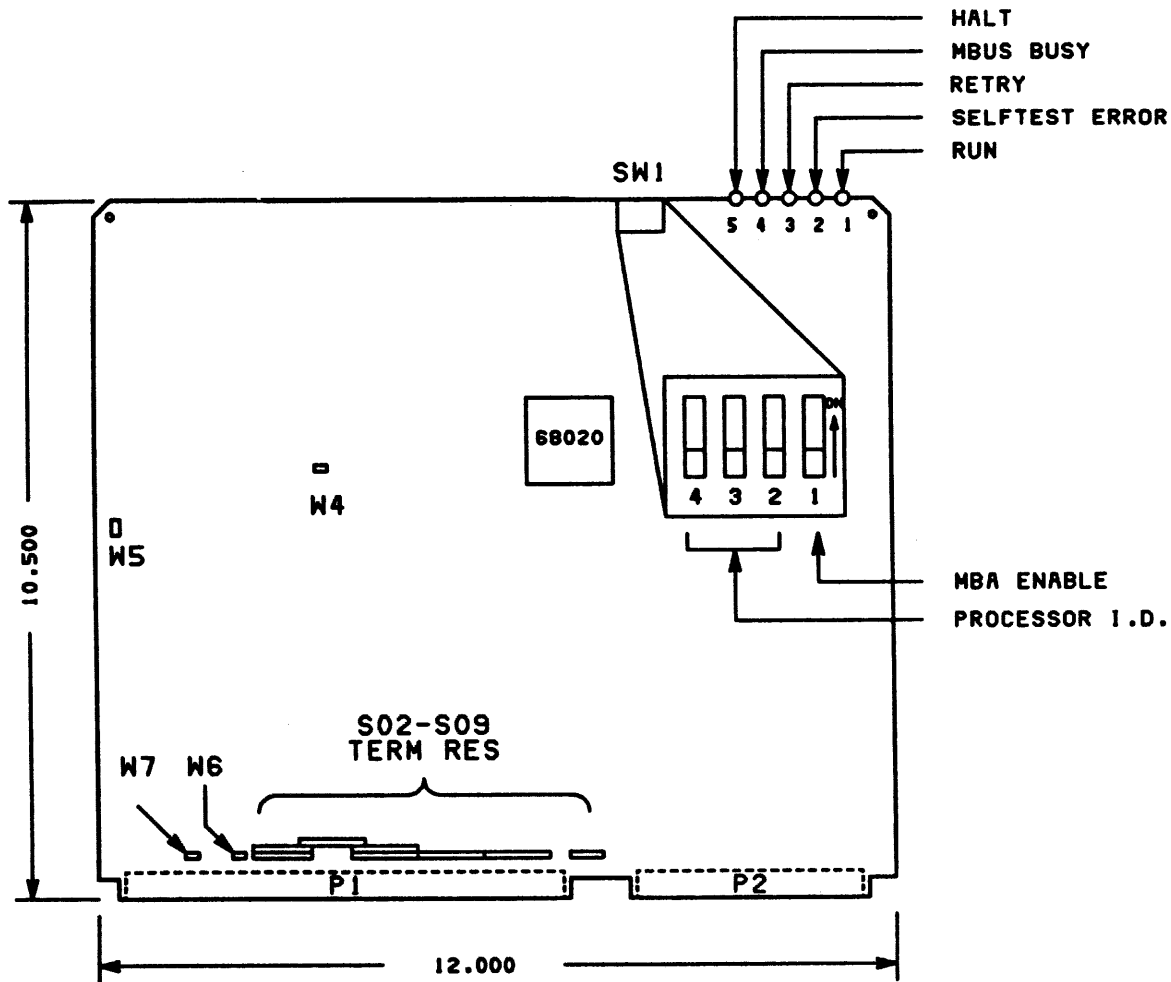 HALT
MBUS BUSY
RETRY
SELFTEST ERROR
RUN
SW1
5 4 3 2 1
68020
ON
4 3 2 1
W4
W5
10.500
MBA ENABLE
PROCESSOR I.D.
S02-S09
TERM RES
W7 W6
P1 P2
12.000